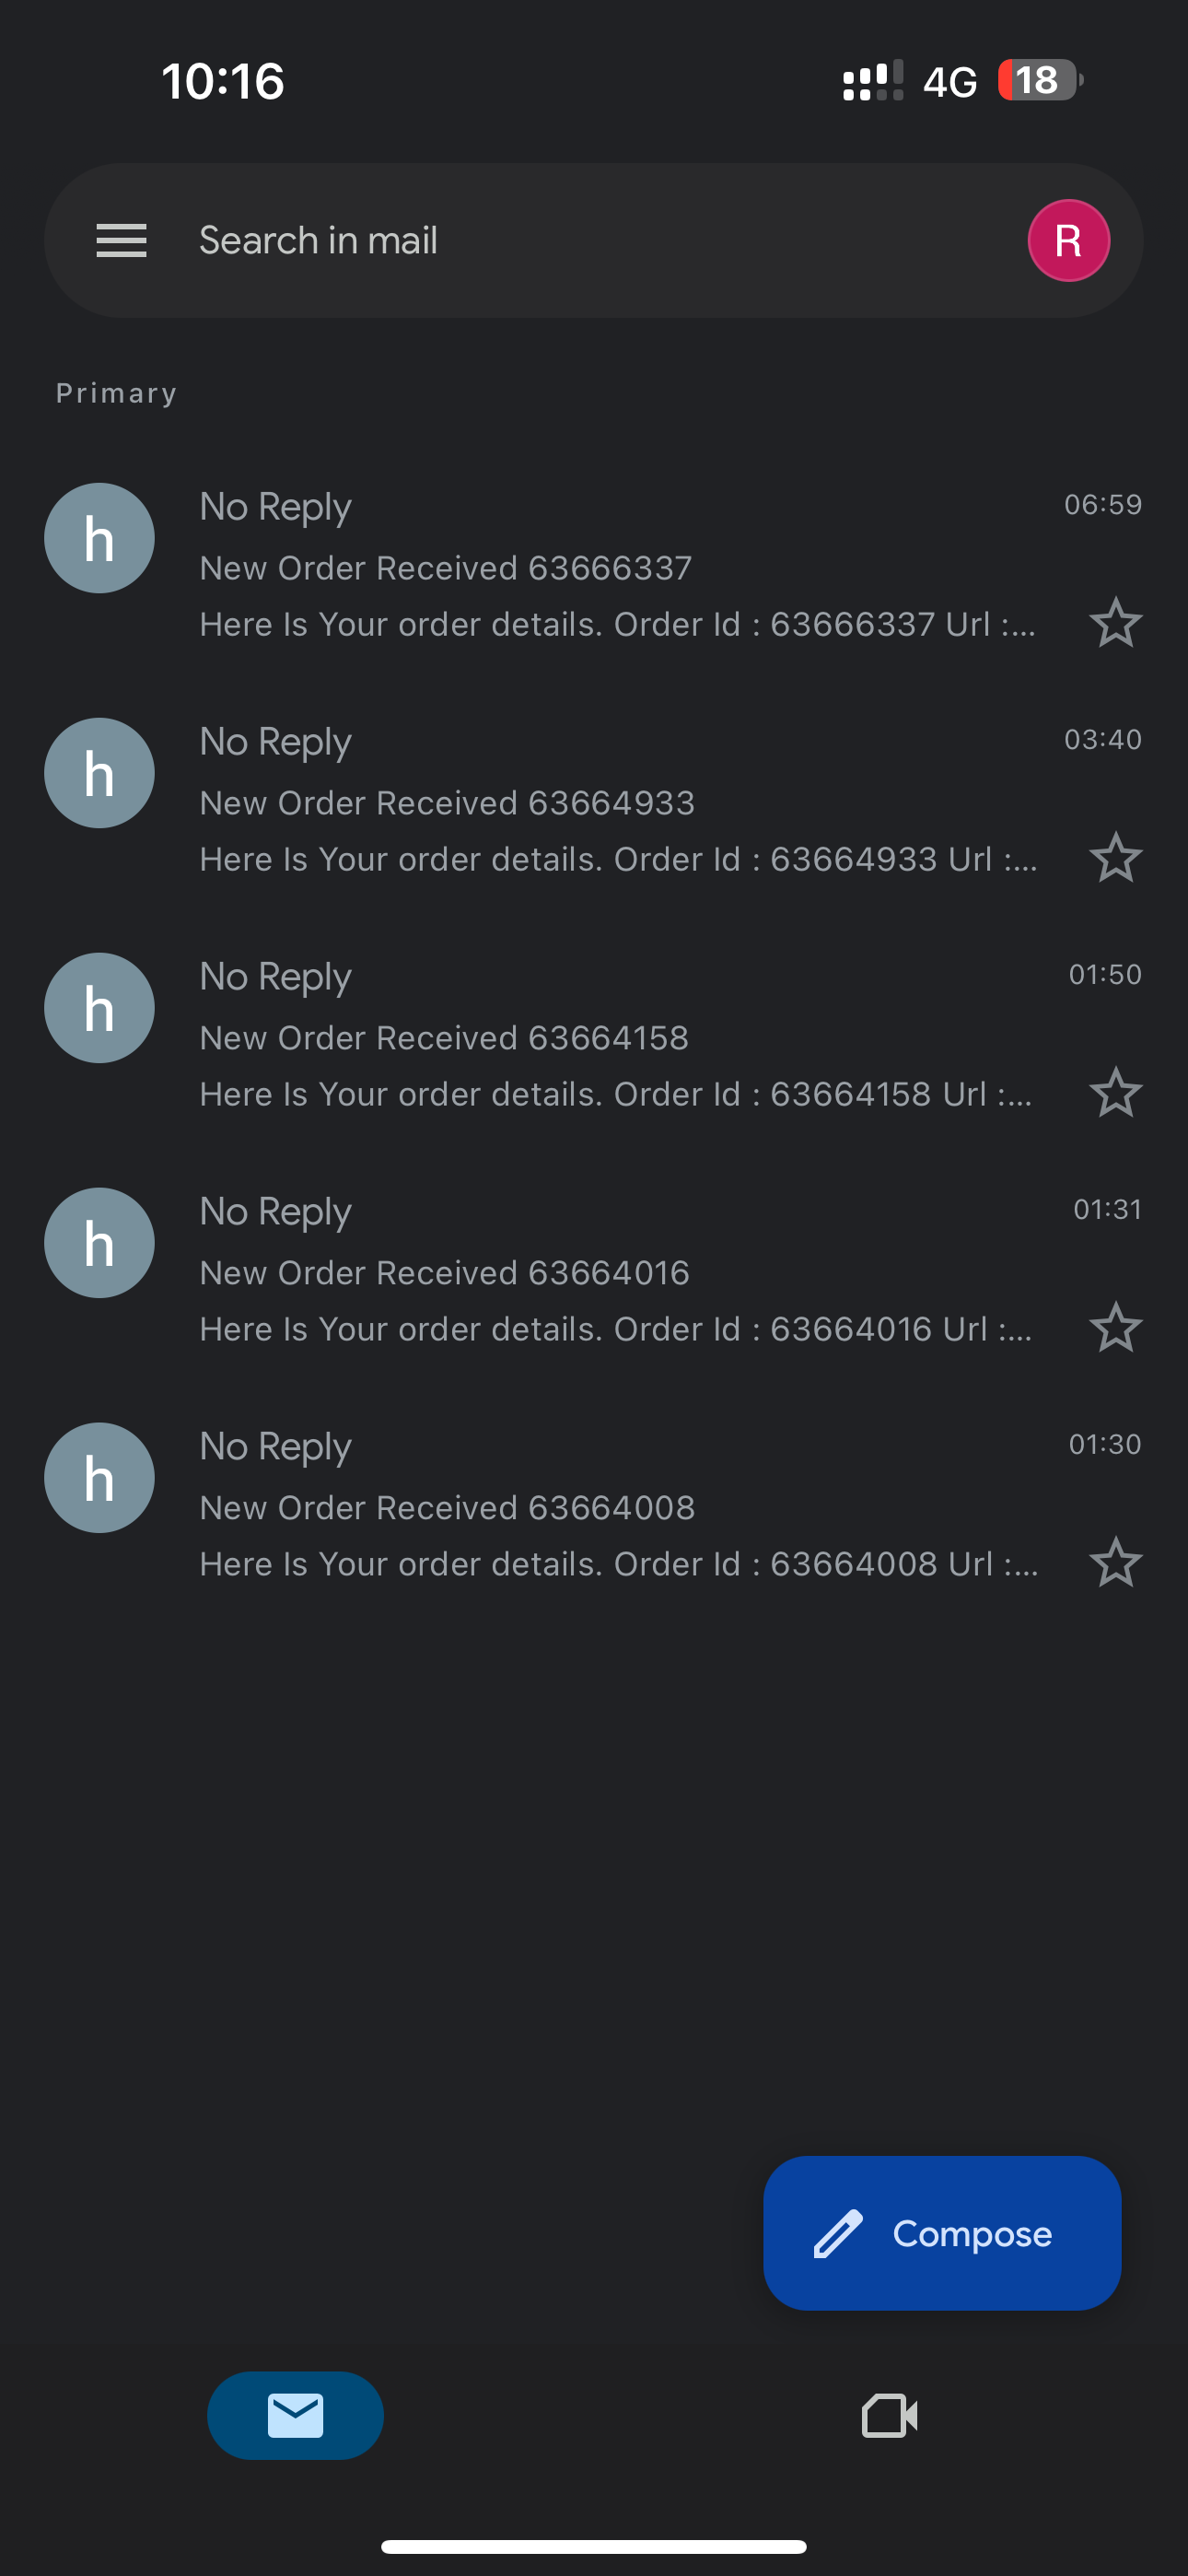 10:16 4G 18
Search in mail R
Primary
h No Reply 06:59
New Order Received 63666337
Here Is Your order details. Order Id : 63666337 Url :...
h No Reply 03:40
New Order Received 63664933
Here Is Your order details. Order Id : 63664933 Url :...
h No Reply 01:50
New Order Received 63664158
Here Is Your order details. Order Id : 63664158 Url :...
h No Reply 01:31
New Order Received 63664016
Here Is Your order details. Order Id : 63664016 Url :...
h No Reply 01:30
New Order Received 63664008
Here Is Your order details. Order Id : 63664008 Url :...
Compose